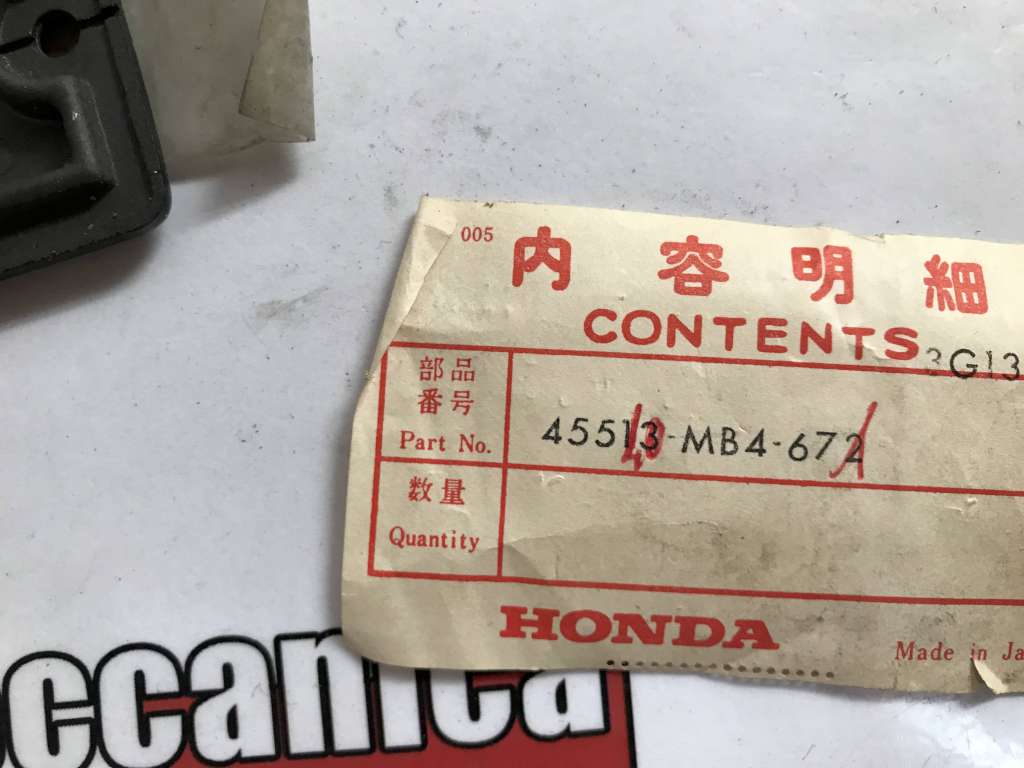 005
内容明細
CONTENTS
3G13
部品
番号
Part No.
45513-MB4-672
数量
Quantity
HONDA
Made in Ja
ccanica